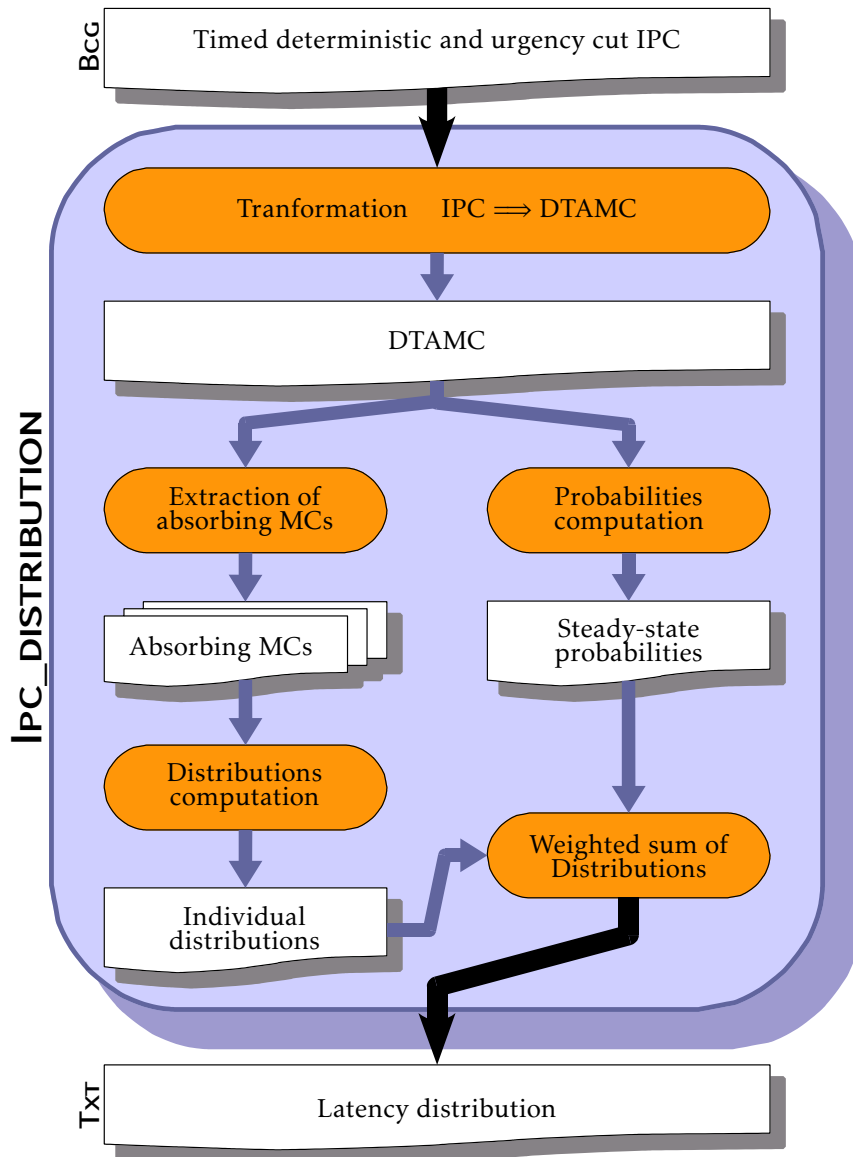 BCG
Timed deterministic and urgency cut IPC
Tranformation IPC ⟹ DTAMC
DTAMC
IPC_DISTRIBUTION
Extraction of
absorbing MCs
Probabilities
computation
Absorbing MCs
Steady-state
probabilities
Distributions
computation
Weighted sum of
Distributions
Individual
distributions
TXT
Latency distribution